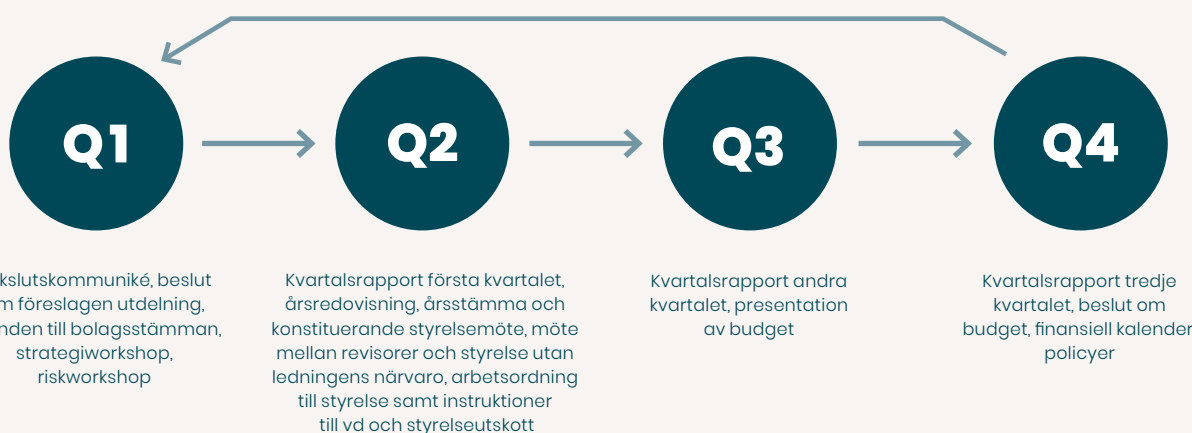 Q1
Q2
Q3
Q4
kslutskommuniké, beslut
m föreslagen utdelning,
nden till bolagsstämman,
strategiworkshop,
riskworkshop
Kvartalsrapport första kvartalet,
årsredovisning, årsstämma och
konstituerande styrelsemöte, möte
mellan revisorer och styrelse utan
ledningens närvaro, arbetsordning
till styrelse samt instruktioner
till vd och styrelseutskott
Kvartalsrapport andra
kvartalet, presentation
av budget
Kvartalsrapport tredje
kvartalet, beslut om
budget, finansiell kalender
policyer